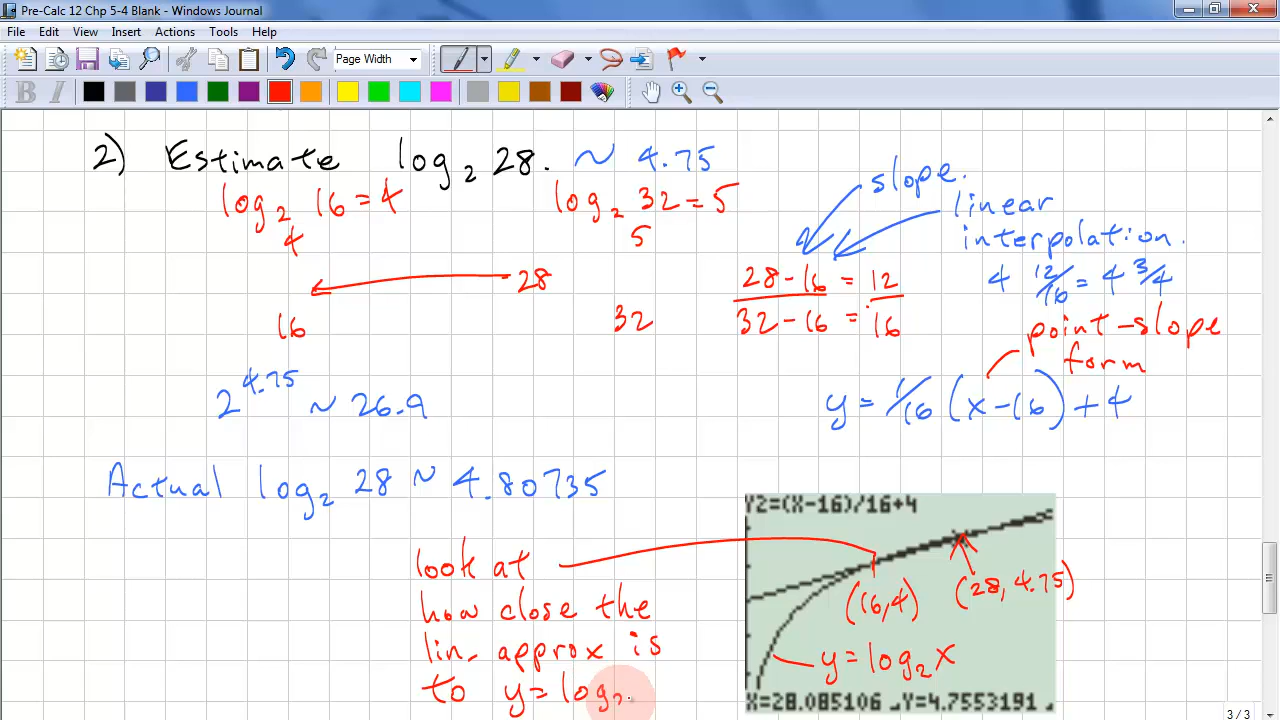 Pre-Calc 12 Chp 5-4 Blank - Windows Journal
File Edit View Insert Actions Tools Help
Page Width
B I
2) Estimate log₂ 28. ~ 4.75
log₂ 16 = 4 log₂ 32 = 5
slope.
linear
interpolation.
4 5
28
28-16 = 12
4 12/16 = 4 3/4
16 32
32-16 = 16
point-slope
form
2^4.75 ~ 26.9
y = 1/16 (x-16) + 4
Actual log₂ 28 ~ 4.80735
Y2=(X-16)/16+4
look at
how close the
lin. approx is
to y = log₂
(16,4)
(28, 4.75)
y = log₂ x
X=28.085106 Y=4.7553191
3 / 3